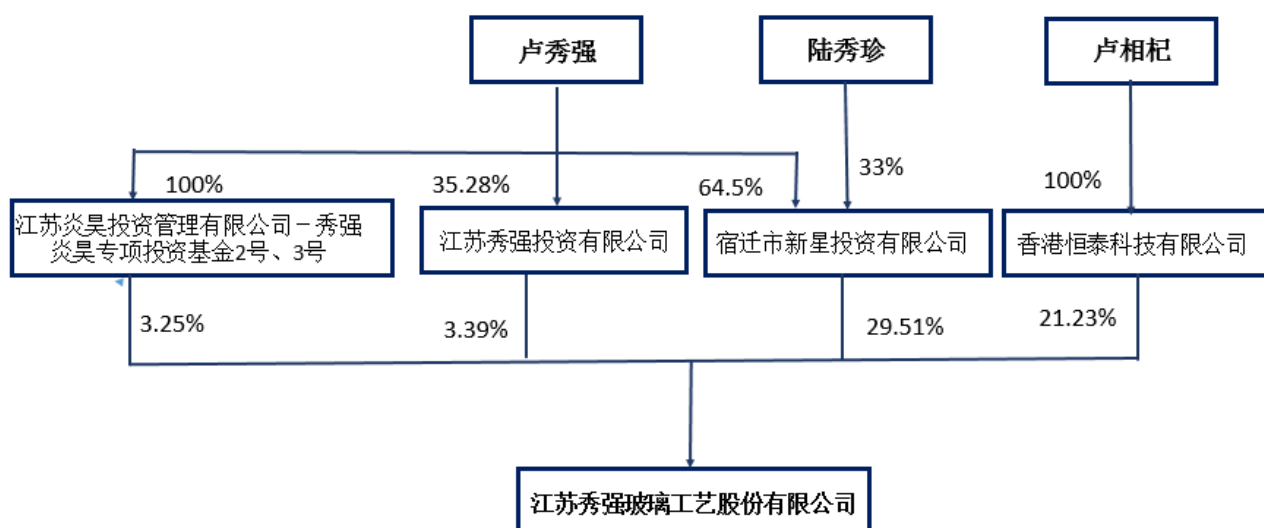 卢秀强
陆秀珍
卢相杞
100%
35.28%
64.5%
33%
100%
江苏炎昊投资管理有限公司－秀强
炎昊专项投资基金2号、3号
江苏秀强投资有限公司
宿迁市新星投资有限公司
香港恒泰科技有限公司
3.25%
3.39%
29.51%
21.23%
江苏秀强玻璃工艺股份有限公司